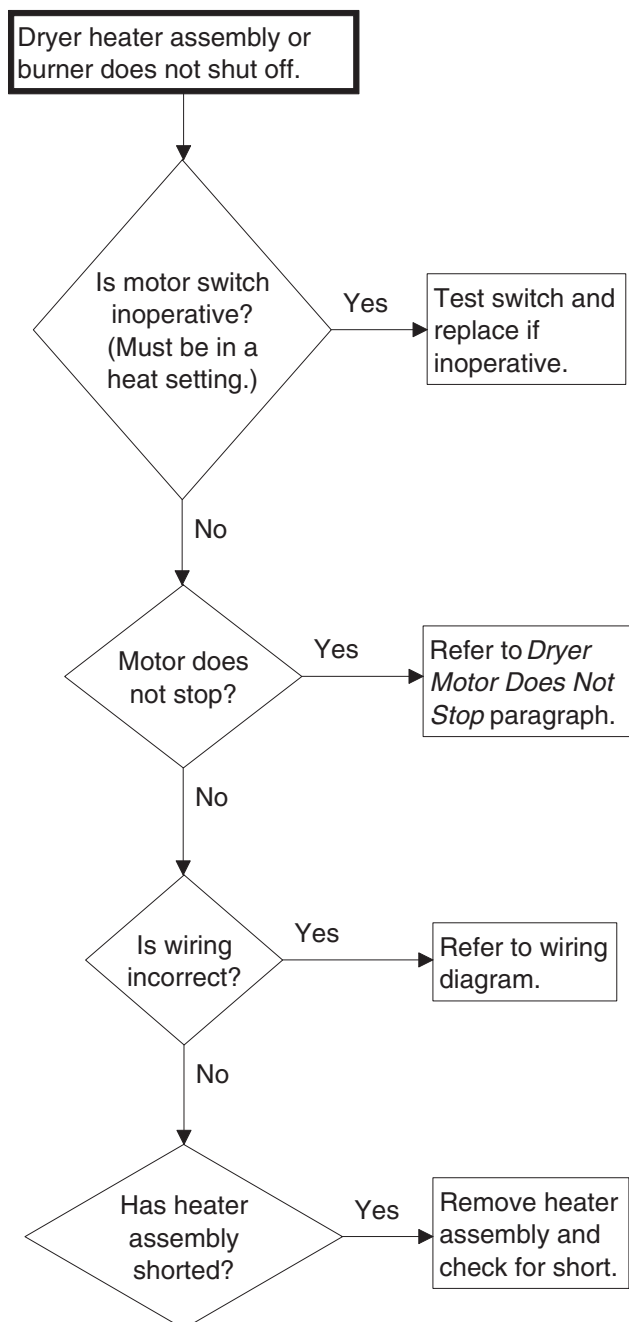 Dryer heater assembly or
burner does not shut off.
Is motor switch
inoperative?
(Must be in a
heat setting.)
Yes
Test switch and
replace if
inoperative.
No
Motor does
not stop?
Yes
Refer to Dryer
Motor Does Not
Stop paragraph.
No
Is wiring
incorrect?
Yes
Refer to wiring
diagram.
No
Has heater
assembly
shorted?
Yes
Remove heater
assembly and
check for short.